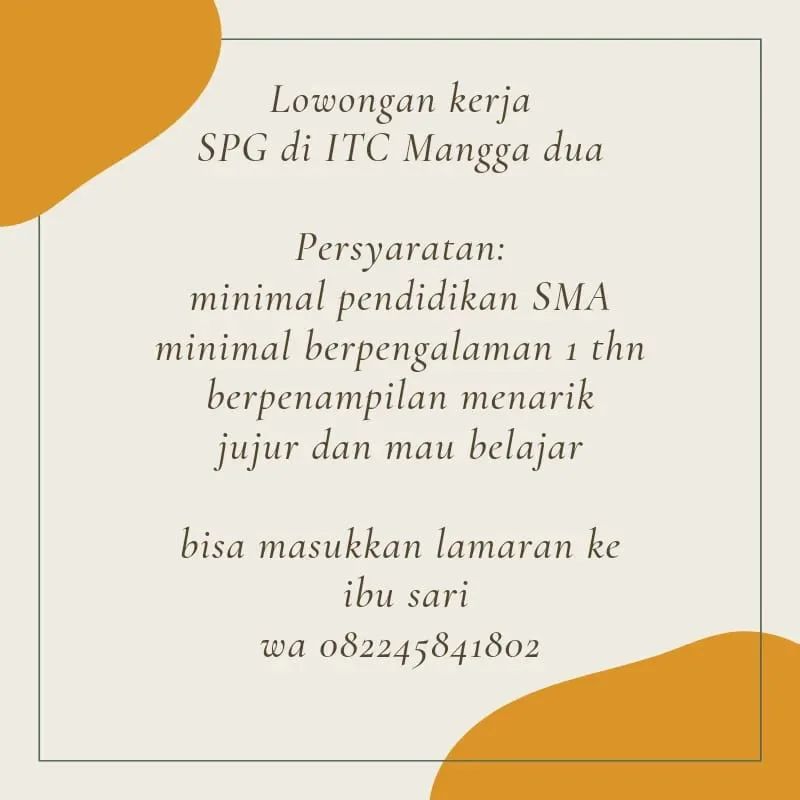 Lowongan kerja
SPG di ITC Mangga dua
Persyaratan:
minimal pendidikan SMA
minimal berpengalaman 1 thn
berpenampilan menarik
jujur dan mau belajar
bisa masukkan lamaran ke
ibu sari
wa 082245841802